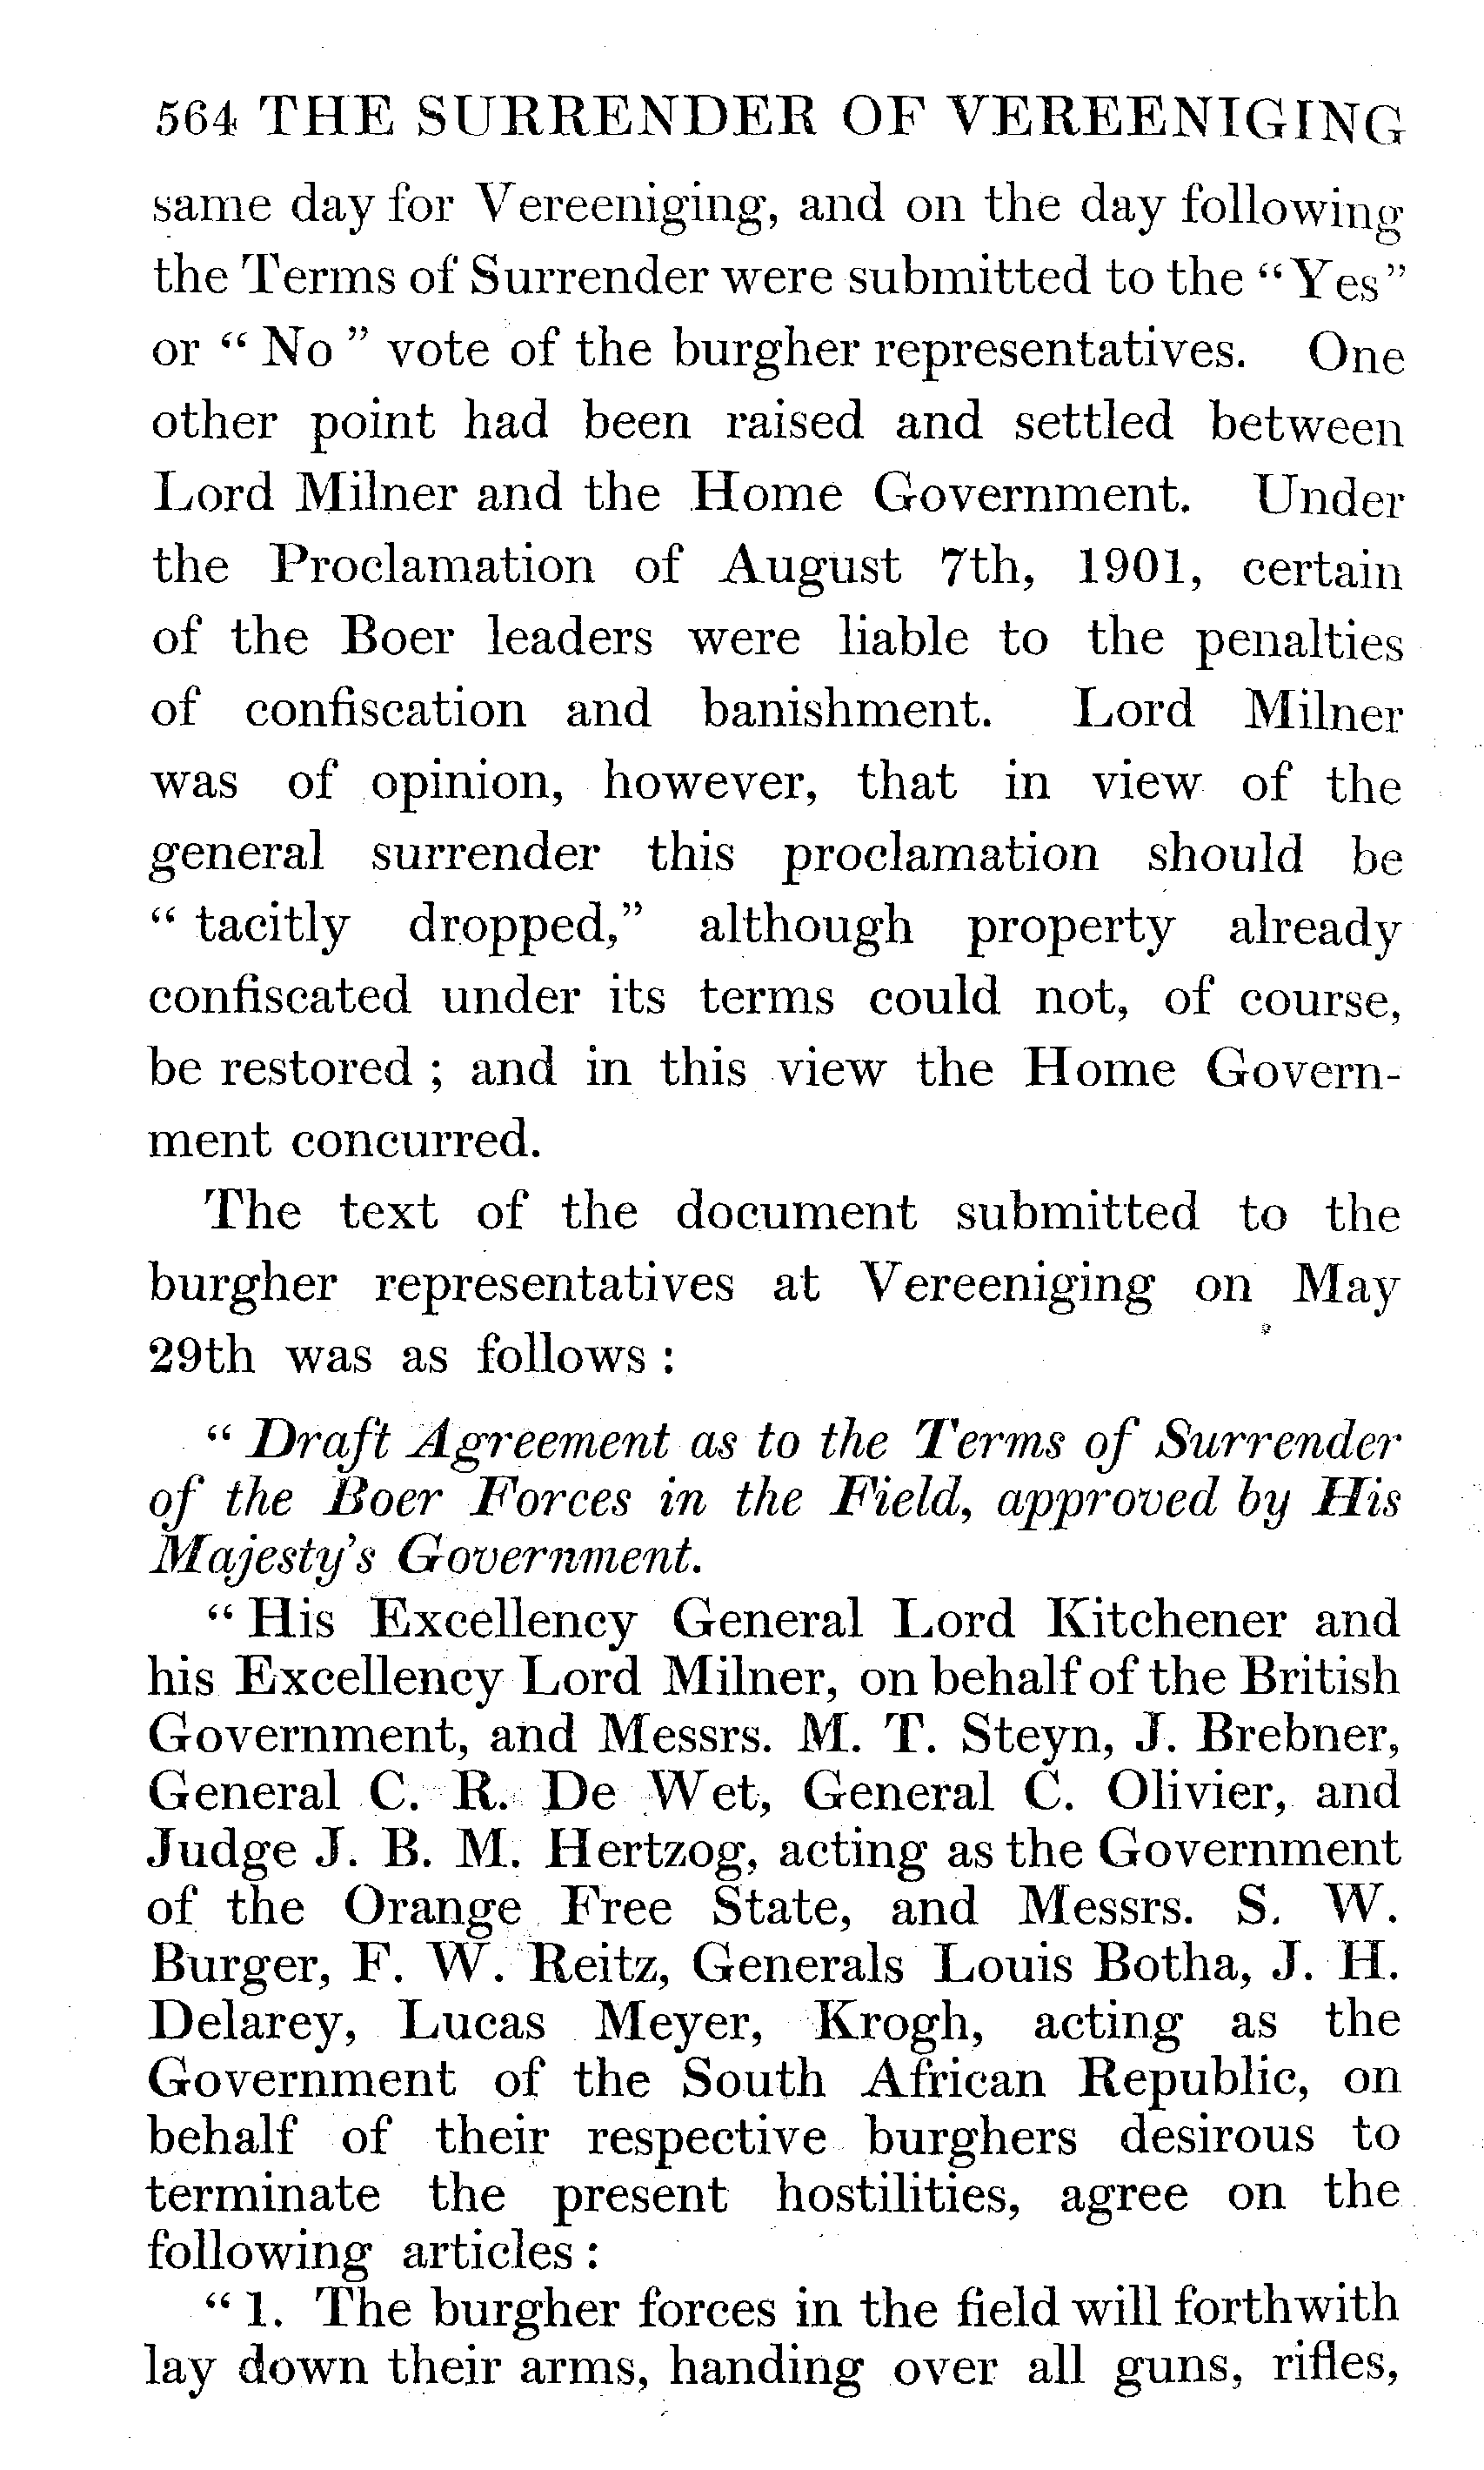 564 THE SURRENDER OF VEREENIGING
same day for Vereeniging, and on the day following
the Terms of Surrender were submitted to the “Yes”
or “ No ” vote of the burgher representatives. One
other point had been raised and settled between
Lord Milner and the Home Government. Under
the Proclamation of August 7th, 1901, certain
of the Boer leaders were liable to the penalties
of confiscation and banishment. Lord Milner
was of opinion, however, that in view of the
general surrender this proclamation should be
“ tacitly dropped,” although property already
confiscated under its terms could not, of course,
be restored ; and in this view the Home Govern-
ment concurred.
The text of the document submitted to the
burgher representatives at Vereeniging on May
29th was as follows :
“ Draft Agreement as to the Terms of Surrender
of the Boer Forces in the Field, approved by His
Majesty's Government.
“ His Excellency General Lord Kitchener and
his Excellency Lord Milner, on behalf of the British
Government, and Messrs. M. T. Steyn, J. Brebner,
General C. R. De Wet, General C. Olivier, and
Judge J. B. M. Hertzog, acting as the Government
of the Orange Free State, and Messrs. S. W.
Burger, F. W. Reitz, Generals Louis Botha, J. H.
Delarey, Lucas Meyer, Krogh, acting as the
Government of the South African Republic, on
behalf of their respective burghers desirous to
terminate the present hostilities, agree on the
following articles :
“ 1. The burgher forces in the field will forthwith
lay down their arms, handing over all guns, rifles,